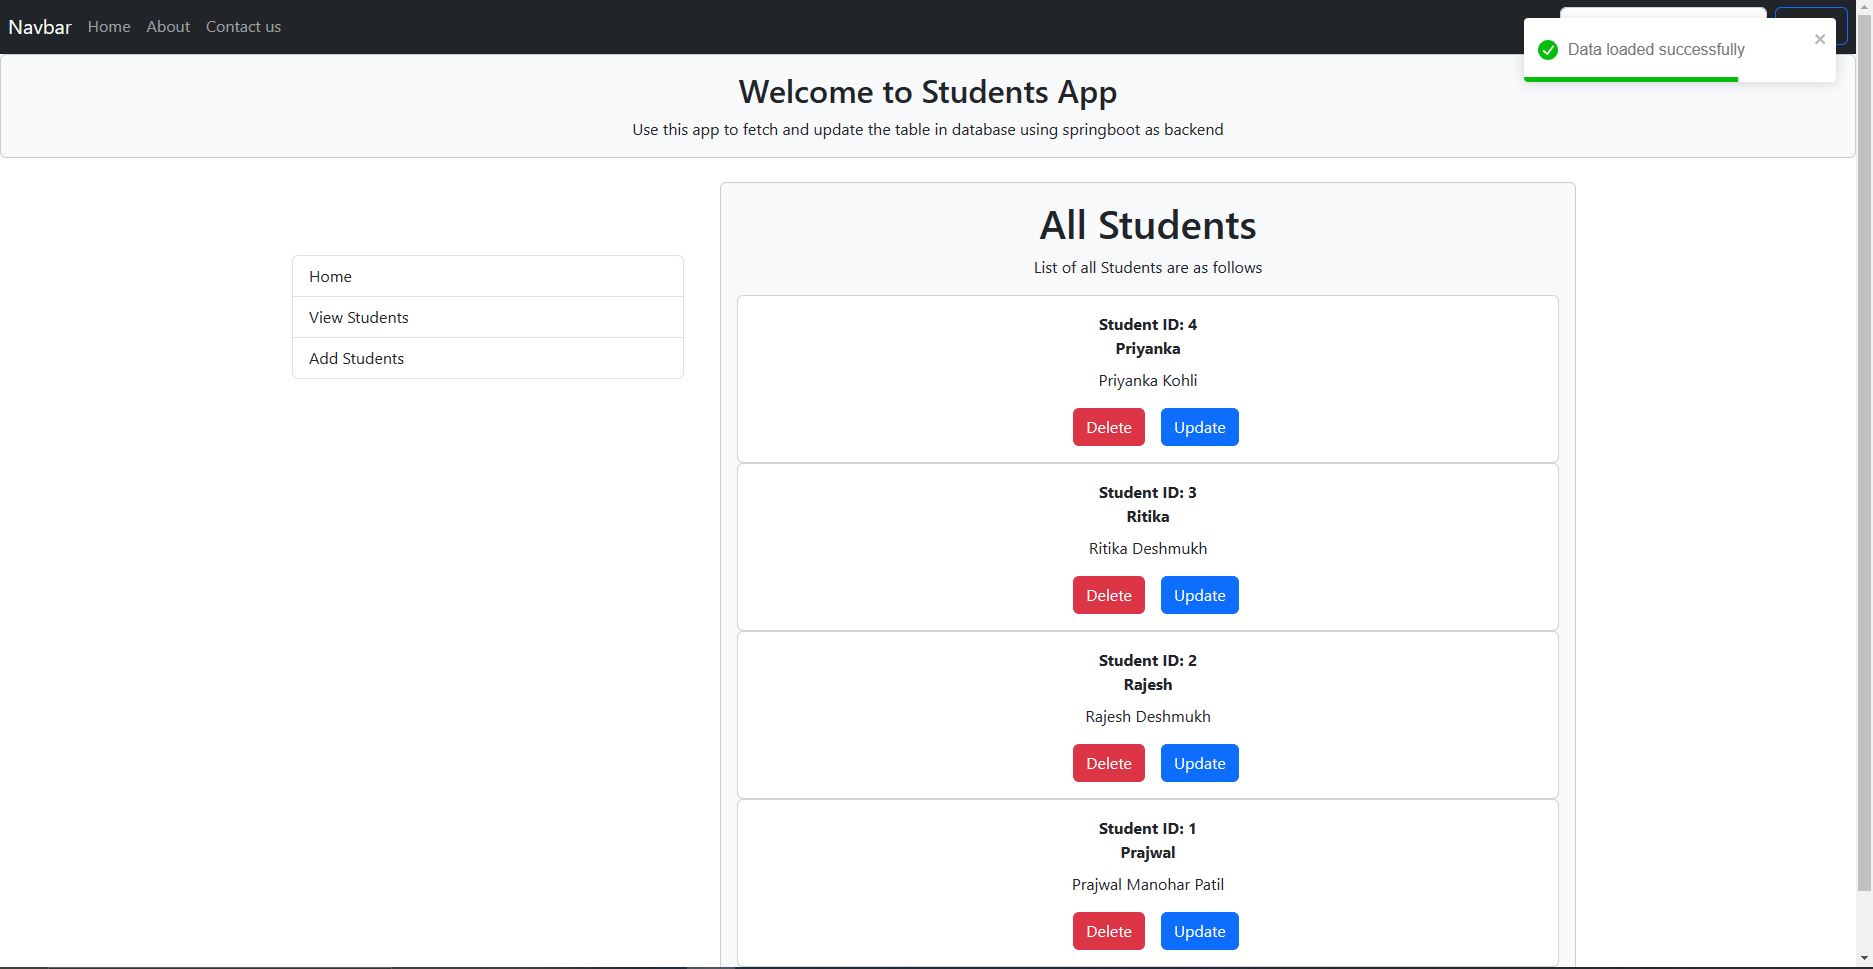 Navbar Home About Contact us
Data loaded successfully
Welcome to Students App
Use this app to fetch and update the table in database using springboot as backend
Home
View Students
Add Students
All Students
List of all Students are as follows
Student ID: 4
Priyanka
Priyanka Kohli
Delete Update
Student ID: 3
Ritika
Ritika Deshmukh
Delete Update
Student ID: 2
Rajesh
Rajesh Deshmukh
Delete Update
Student ID: 1
Prajwal
Prajwal Manohar Patil
Delete Update